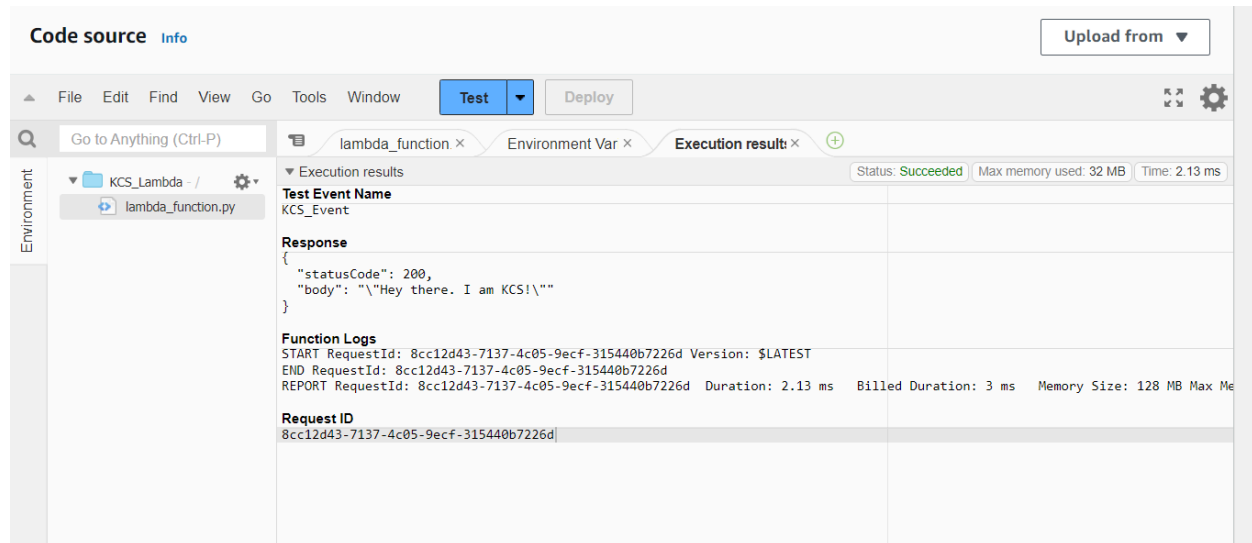 Code source Info
Upload from
File Edit Find View Go Tools Window Test Deploy
Go to Anything (Ctrl-P)
lambda_function Environment Var Execution results
Environment
KCS_Lambda - /
lambda_function.py
Execution results
Status: Succeeded Max memory used: 32 MB Time: 2.13 ms
Test Event Name
KCS_Event
Response
{
  "statusCode": 200,
  "body": "\"Hey there. I am KCS!\""
}
Function Logs
START RequestId: 8cc12d43-7137-4c05-9ecf-315440b7226d Version: $LATEST
END RequestId: 8cc12d43-7137-4c05-9ecf-315440b7226d
REPORT RequestId: 8cc12d43-7137-4c05-9ecf-315440b7226d Duration: 2.13 ms Billed Duration: 3 ms Memory Size: 128 MB Max Me
Request ID
8cc12d43-7137-4c05-9ecf-315440b7226d